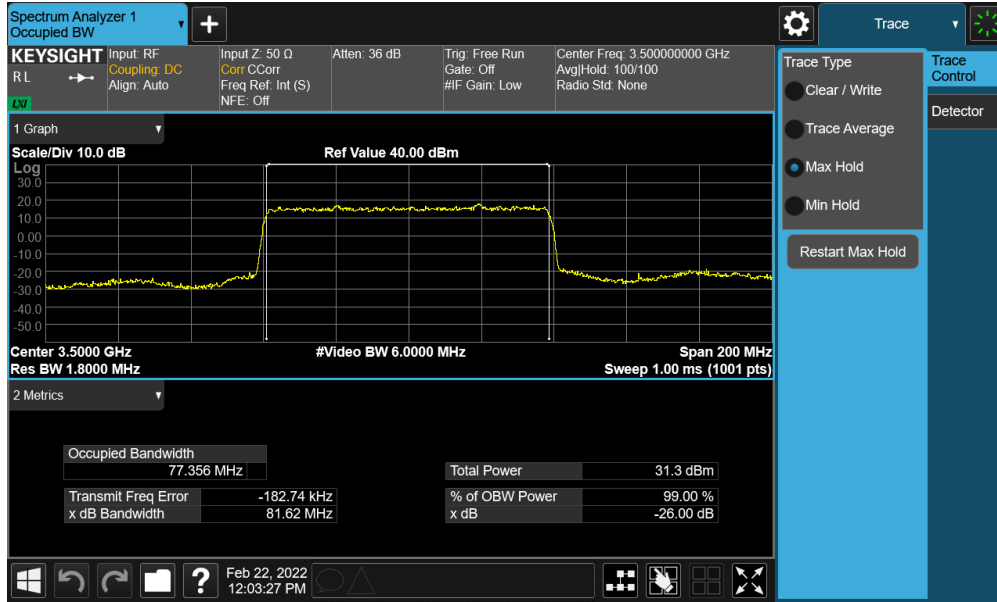 Spectrum Analyzer 1
Occupied BW
Trace
KEYSIGHT
R L
LXI
Input: RF
Coupling: DC
Align: Auto
Input Z: 50 Ω
Corr CCorr
Freq Ref: Int (S)
NFE: Off
Atten: 36 dB
Trig: Free Run
Gate: Off
#IF Gain: Low
Center Freq: 3.500000000 GHz
Avg|Hold: 100/100
Radio Std: None
Trace Type
Clear / Write
Trace Average
Max Hold
Min Hold
Restart Max Hold
Trace
Control
Detector
1 Graph
Scale/Div 10.0 dB
Ref Value 40.00 dBm
Log
30.0
20.0
10.0
0.00
-10.0
-20.0
-30.0
-40.0
-50.0
Center 3.5000 GHz
#Video BW 6.0000 MHz
Span 200 MHz
Res BW 1.8000 MHz
Sweep 1.00 ms (1001 pts)
2 Metrics
Occupied Bandwidth
77.356 MHz
Total Power 31.3 dBm
Transmit Freq Error -182.74 kHz
% of OBW Power 99.00 %
x dB Bandwidth 81.62 MHz
x dB -26.00 dB
?
Feb 22, 2022
12:03:27 PM